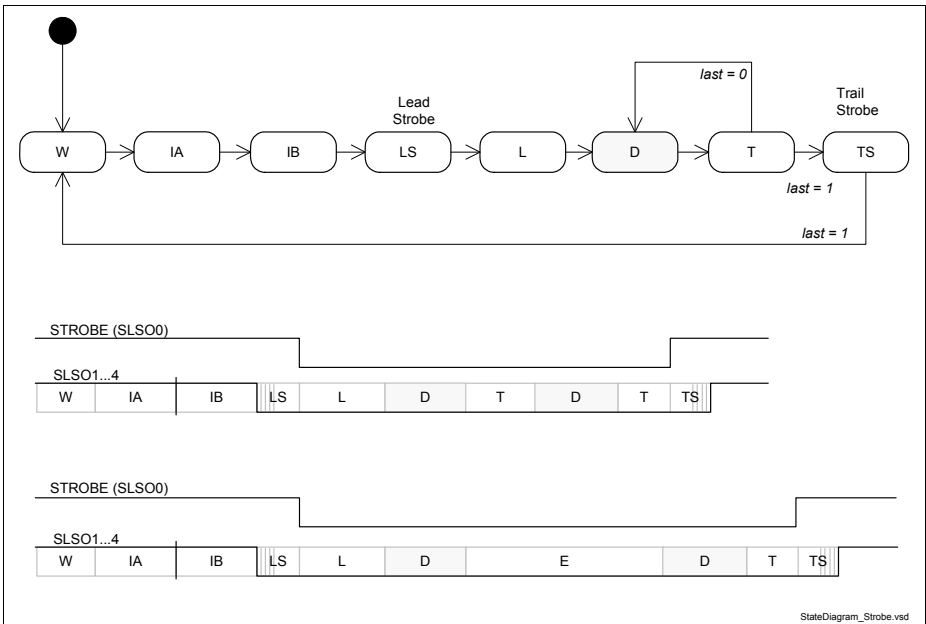 last = 0
Lead
Strobe
Trail
Strobe
W IA IB LS L D T TS
last = 1
last = 1
STROBE (SLSO0)
SLSO1...4
W IA IB LS L D T D T TS
STROBE (SLSO0)
SLSO1...4
W IA IB LS L D E D T TS
StateDiagram_Strobe.vsd